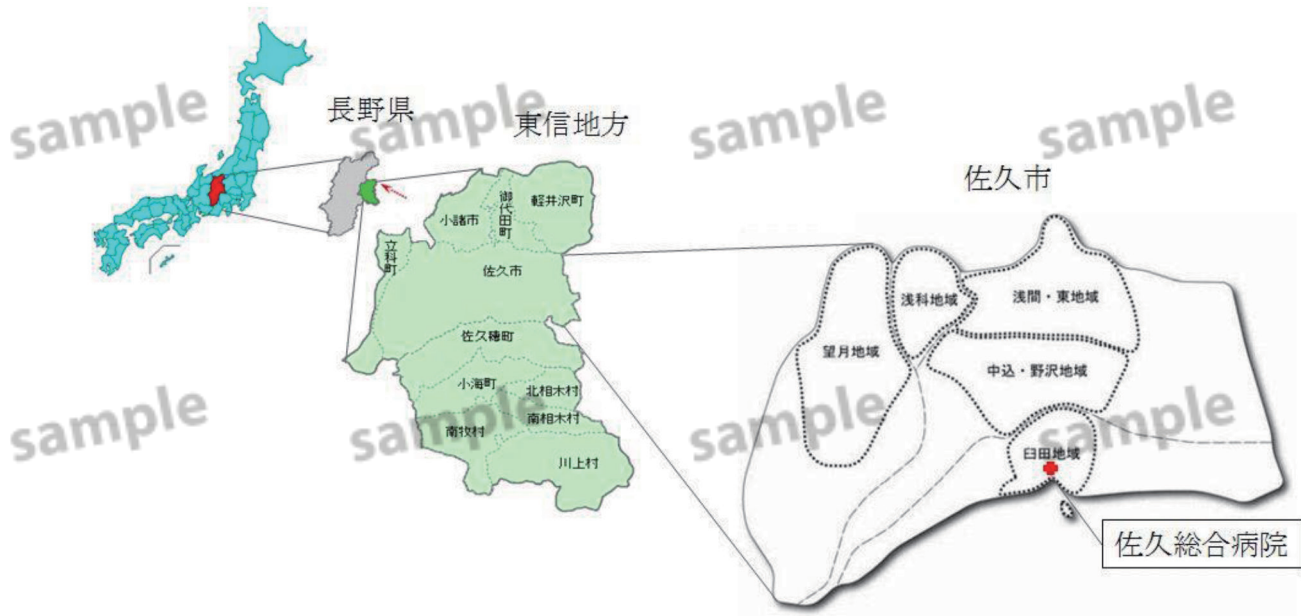 長野県
東信地方
佐久市
sample
sample
sample
sample
軽井沢町
御代田町
小諸市
立科町
佐久市
佐久穂町
小海町
北相木村
南相木村
南牧村
川上村
浅科地域
浅間・東地域
望月地域
中込・野沢地域
臼田地域
sample
sample
sample
sample
佐久総合病院